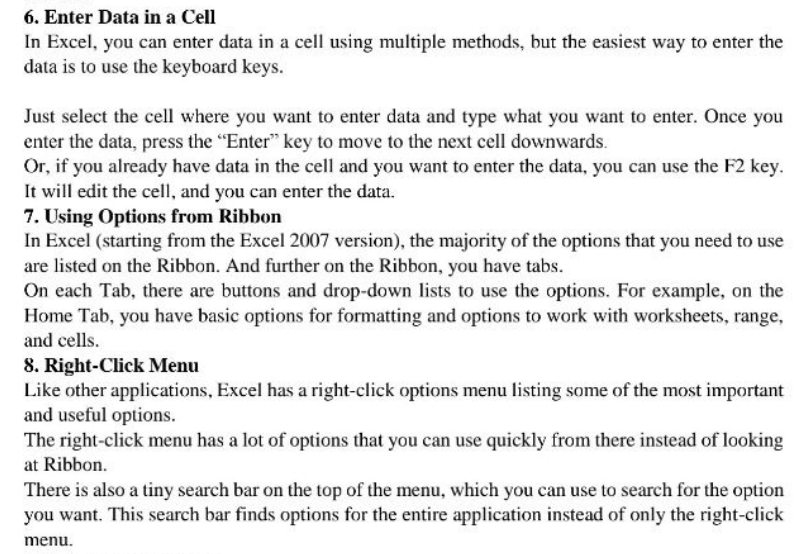 6. Enter Data in a Cell
In Excel, you can enter data in a cell using multiple methods, but the easiest way to enter the
data is to use the keyboard keys.
Just select the cell where you want to enter data and type what you want to enter. Once you
enter the data, press the “Enter” key to move to the next cell downwards.
Or, if you already have data in the cell and you want to enter the data, you can use the F2 key.
It will edit the cell, and you can enter the data.
7. Using Options from Ribbon
In Excel (starting from the Excel 2007 version), the majority of the options that you need to use
are listed on the Ribbon. And further on the Ribbon, you have tabs.
On each Tab, there are buttons and drop-down lists to use the options. For example, on the
Home Tab, you have basic options for formatting and options to work with worksheets, range,
and cells.
8. Right-Click Menu
Like other applications, Excel has a right-click options menu listing some of the most important
and useful options.
The right-click menu has a lot of options that you can use quickly from there instead of looking
at Ribbon.
There is also a tiny search bar on the top of the menu, which you can use to search for the option
you want. This search bar finds options for the entire application instead of only the right-click
menu.